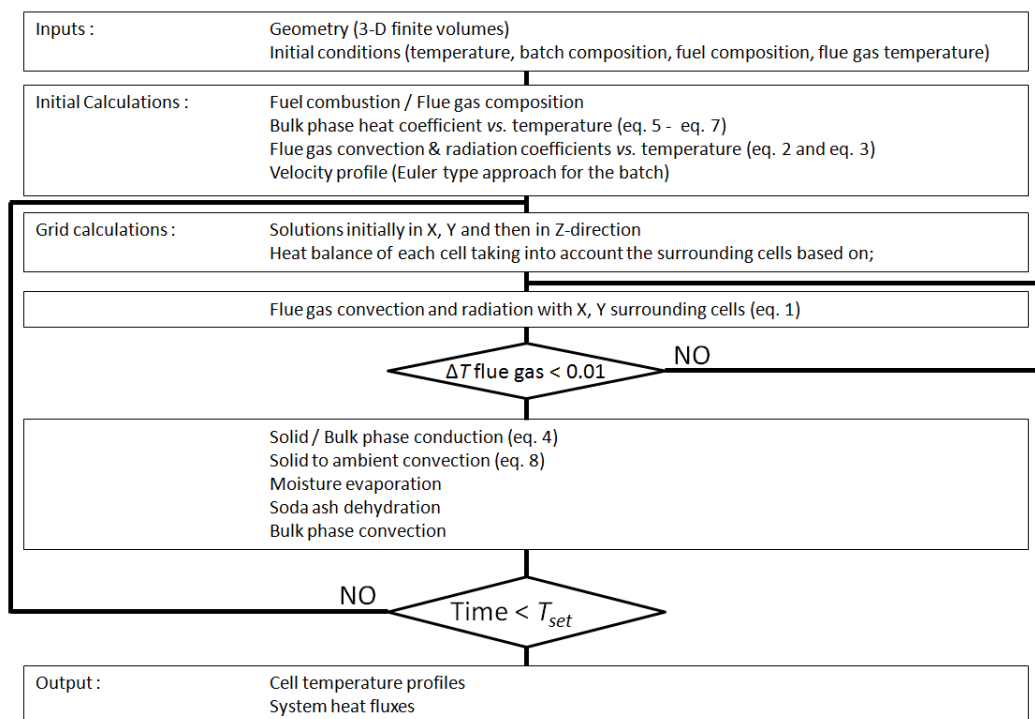 Inputs :
Geometry (3-D finite volumes)
Initial conditions (temperature, batch composition, fuel composition, flue gas temperature)
Initial Calculations :
Fuel combustion / Flue gas composition
Bulk phase heat coefficient vs. temperature (eq. 5 - eq. 7)
Flue gas convection & radiation coefficients vs. temperature (eq. 2 and eq. 3)
Velocity profile (Euler type approach for the batch)
Grid calculations :
Solutions initially in X, Y and then in Z-direction
Heat balance of each cell taking into account the surrounding cells based on;
Flue gas convection and radiation with X, Y surrounding cells (eq. 1)
NO
ΔT flue gas < 0.01
Solid / Bulk phase conduction (eq. 4)
Solid to ambient convection (eq. 8)
Moisture evaporation
Soda ash dehydration
Bulk phase convection
NO
Time < Tset
Output :
Cell temperature profiles
System heat fluxes